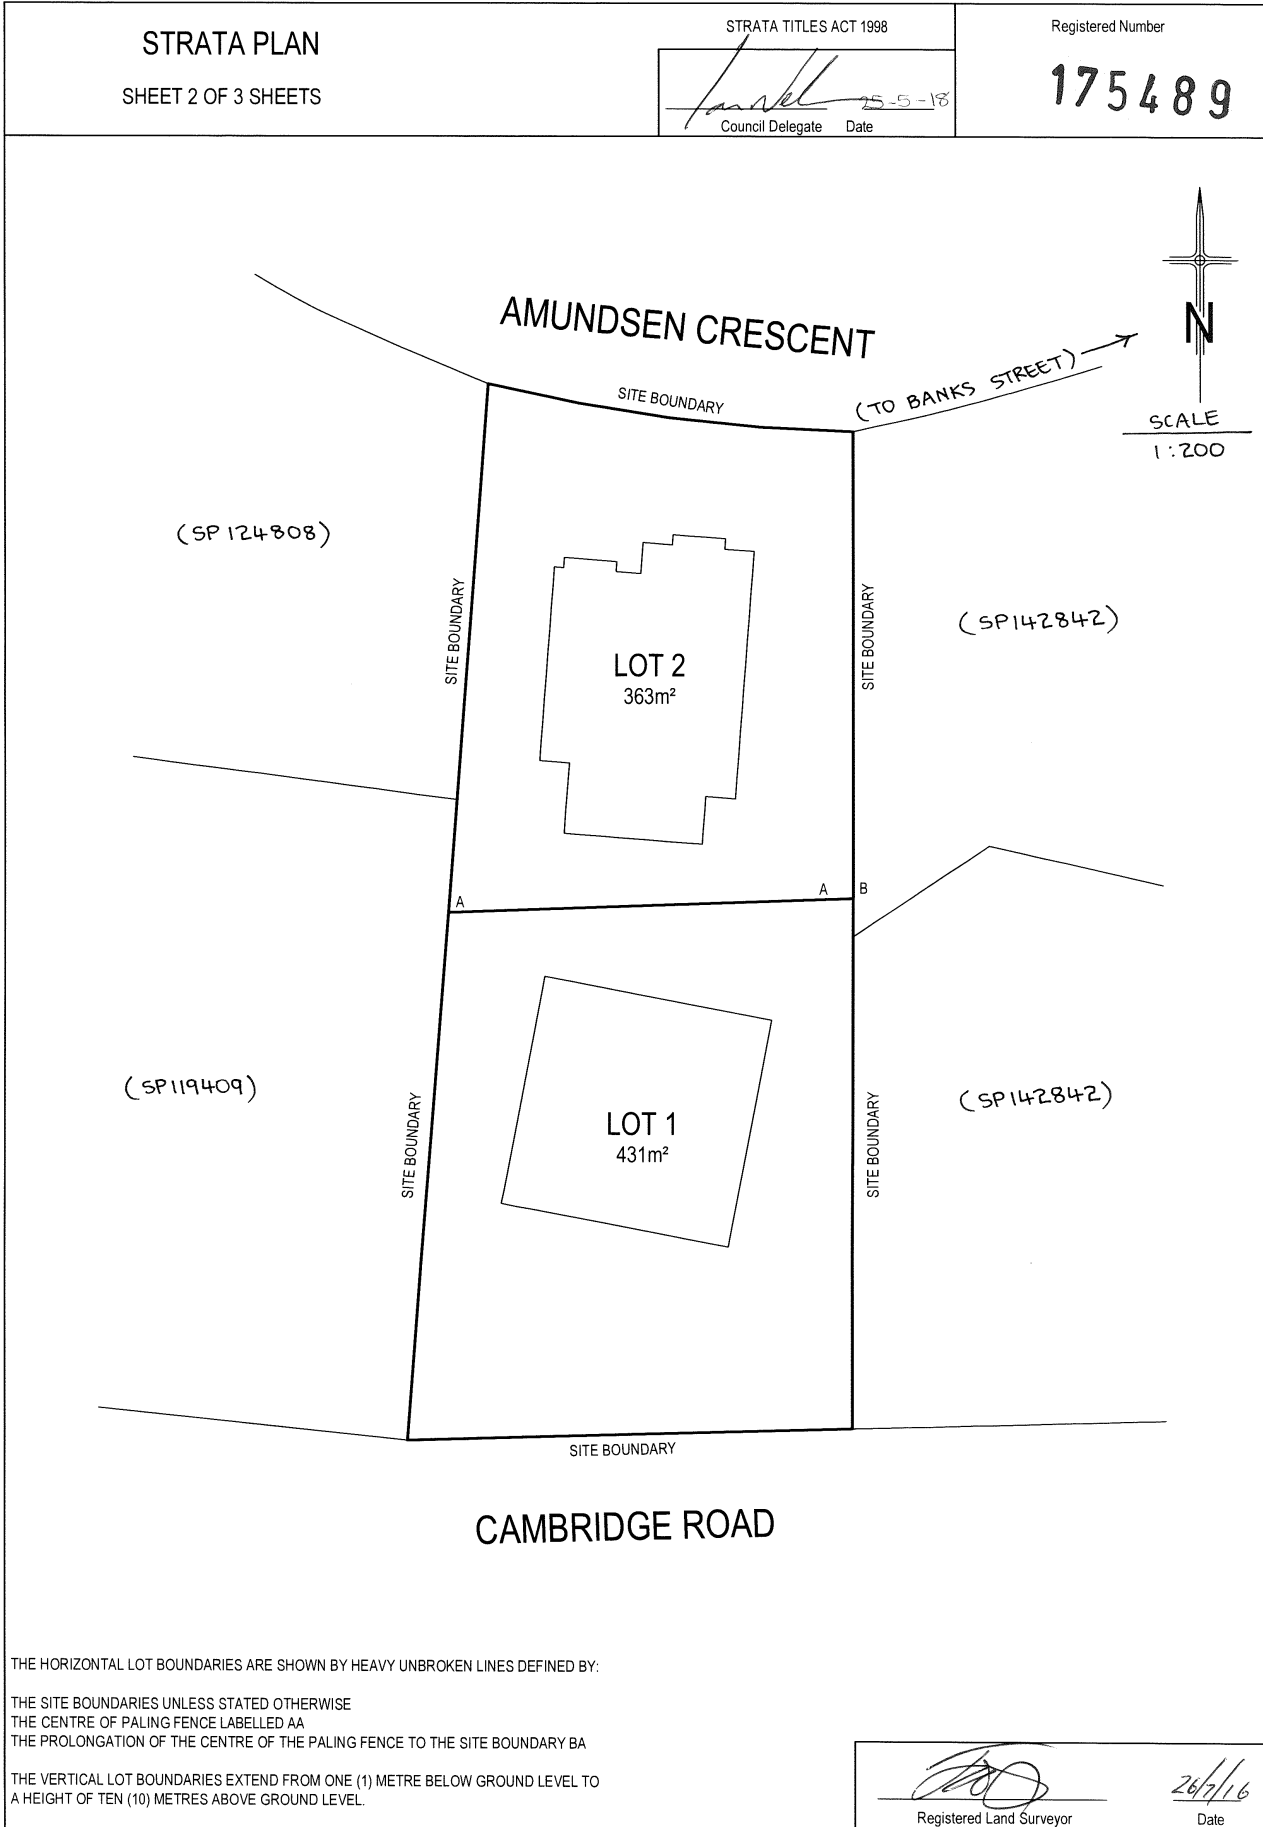 STRATA PLAN
SHEET 2 OF 3 SHEETS
STRATA TITLES ACT 1998
25-5-18
Council Delegate Date
Registered Number
175489
AMUNDSEN CRESCENT
N
SITE BOUNDARY
(TO BANKS STREET)
SCALE
1:200
(SP 124808)
SITE BOUNDARY
SITE BOUNDARY
(SP142842)
LOT 2
363m²
A
A
B
(SP119409)
SITE BOUNDARY
LOT 1
431m²
SITE BOUNDARY
(SP142842)
SITE BOUNDARY
CAMBRIDGE ROAD
THE HORIZONTAL LOT BOUNDARIES ARE SHOWN BY HEAVY UNBROKEN LINES DEFINED BY:
THE SITE BOUNDARIES UNLESS STATED OTHERWISE
THE CENTRE OF PALING FENCE LABELLED AA
THE PROLONGATION OF THE CENTRE OF THE PALING FENCE TO THE SITE BOUNDARY BA
THE VERTICAL LOT BOUNDARIES EXTEND FROM ONE (1) METRE BELOW GROUND LEVEL TO
A HEIGHT OF TEN (10) METRES ABOVE GROUND LEVEL.
26/7/16
Registered Land Surveyor Date